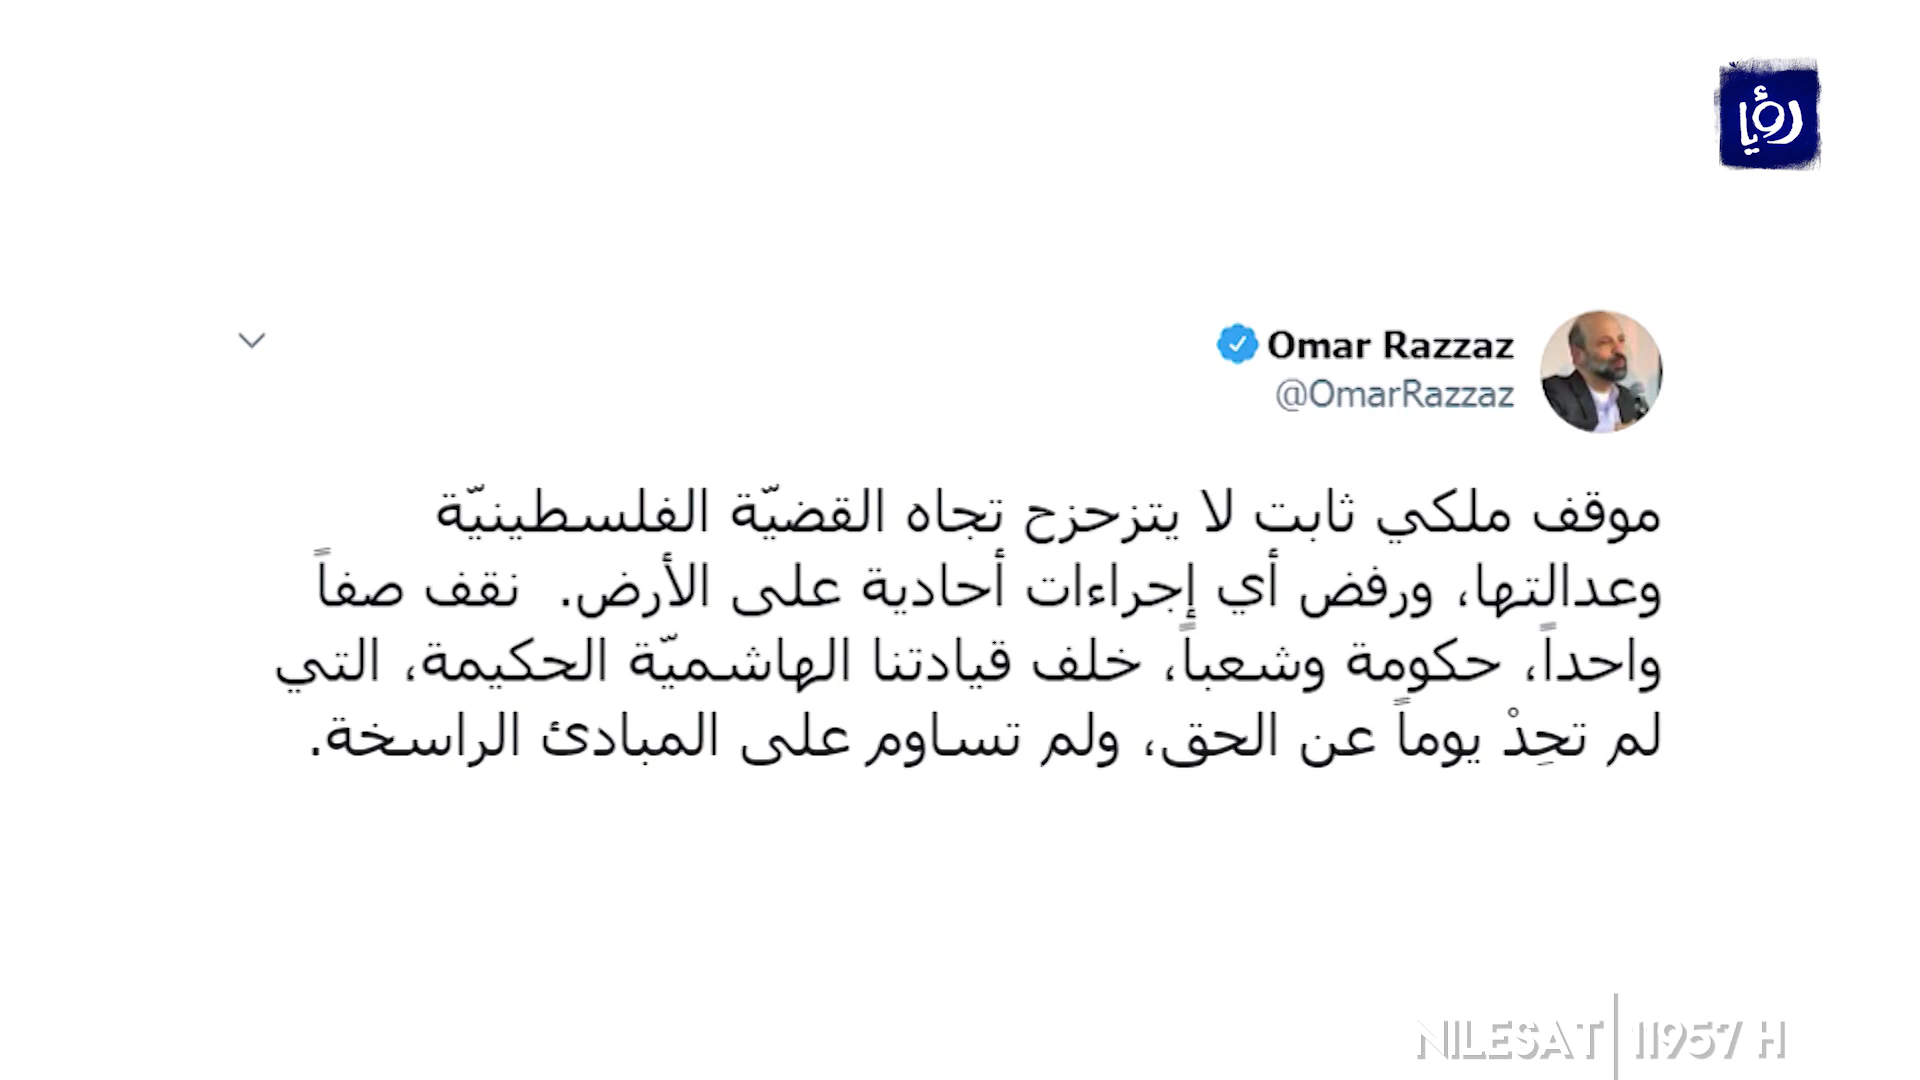 رؤيا
Omar Razzaz
@OmarRazzaz
موقف ملكي ثابت لا يتزحزح تجاه القضيّة الفلسطينيّة
وعدالتها، ورفض أي إجراءات أحادية على الأرض. نقف صفاً
واحداً، حكومة وشعباً، خلف قيادتنا الهاشميّة الحكيمة، التي
لم تحِدْ يوماً عن الحق، ولم تساوم على المبادئ الراسخة.
NILESAT | 11957 H